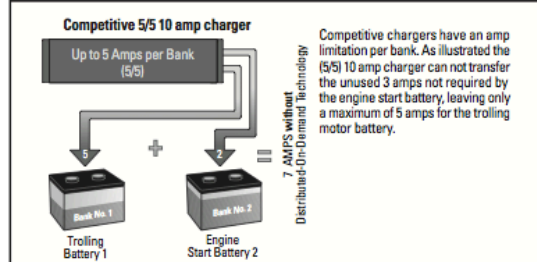 Competitive 5/5 10 amp charger
Up to 5 Amps per Bank
(5/5)
5
+
2
=
7 AMPS without
Distributed-On-Demand Technology
Bank No. 1
Bank No. 2
Trolling
Battery 1
Engine
Start Battery 2
Competitive chargers have an amp
limitation per bank. As illustrated the
(5/5) 10 amp charger can not transfer
the unused 3 amps not required by
the engine start battery, leaving only
a maximum of 5 amps for the trolling
motor battery.